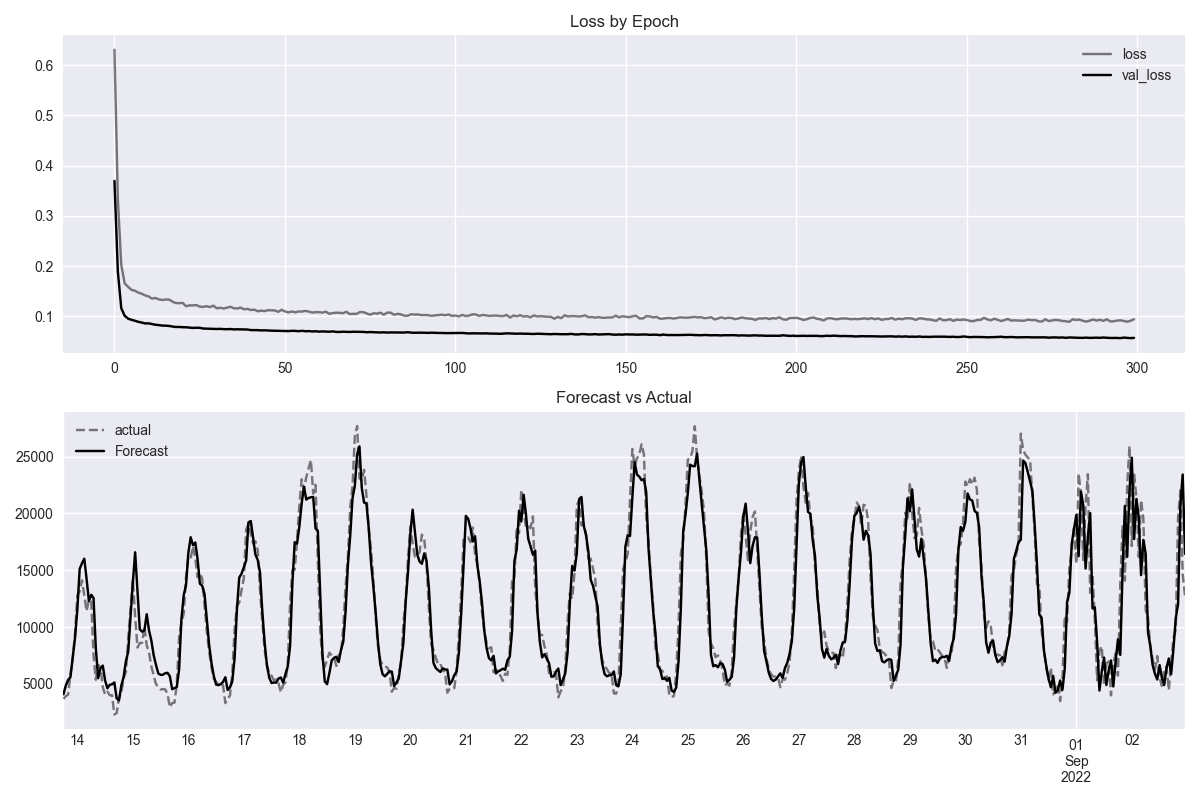 Loss by Epoch
loss
val_loss
0.6
0.5
0.4
0.3
0.2
0.1
0 50 100 150 200 250 300
Forecast vs Actual
actual
Forecast
25000
20000
15000
10000
5000
14 15 16 17 18 19 20 21 22 23 24 25 26 27 28 29 30 31 01 02
Sep
2022